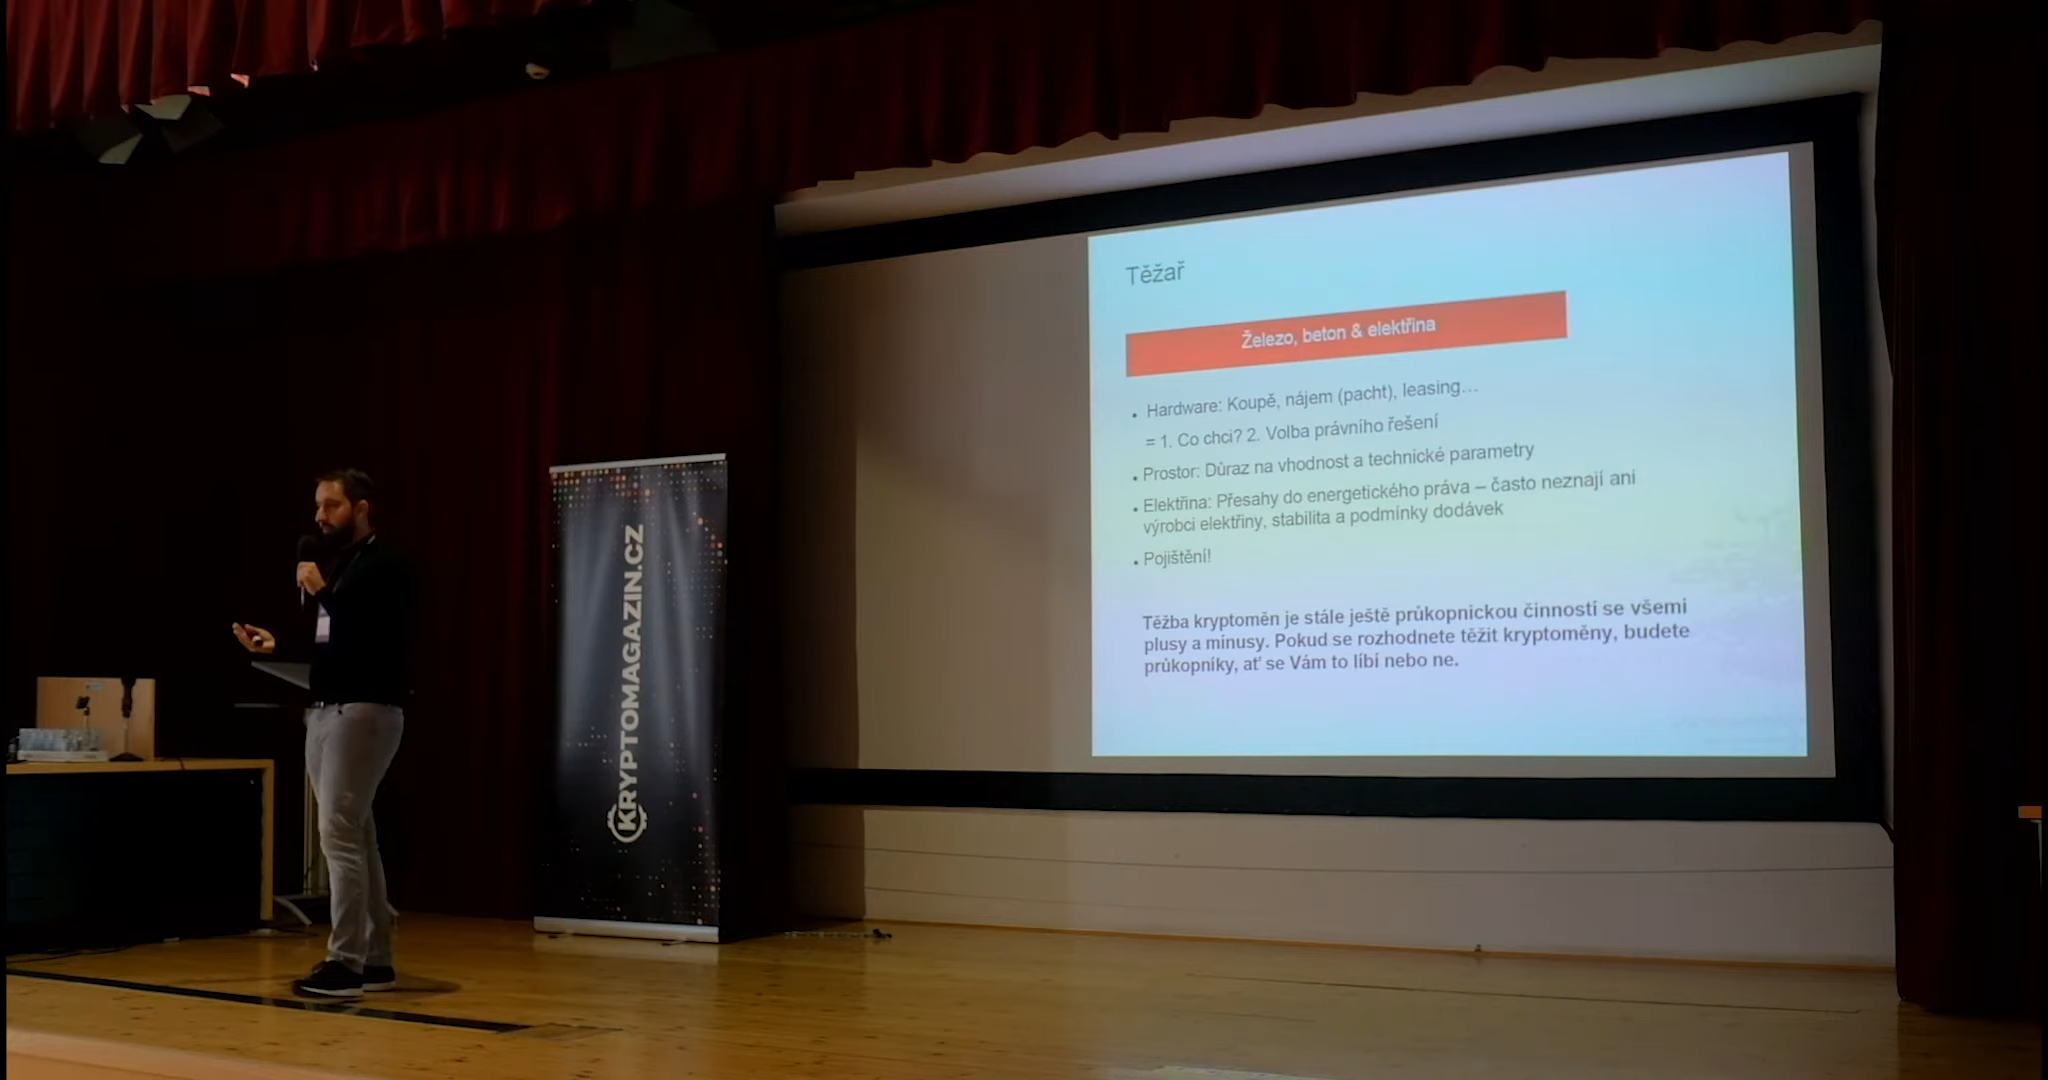 KRYPTOMAGAZIN.CZ
Těžař
Železo, beton & elektřina
• Hardware: Koupě, nájem (pacht), leasing…
= 1. Co chci? 2. Volba právního řešení
• Prostor: Důraz na vhodnost a technické parametry
• Elektřina: Přesahy do energetického práva – často neznají ani
výrobci elektřiny, stabilita a podmínky dodávek
• Pojištění!
Těžba kryptoměn je stále ještě průkopnickou činností se všemi
plusy a mínusy. Pokud se rozhodnete těžit kryptoměny, budete
průkopníky, ať se Vám to líbí nebo ne.